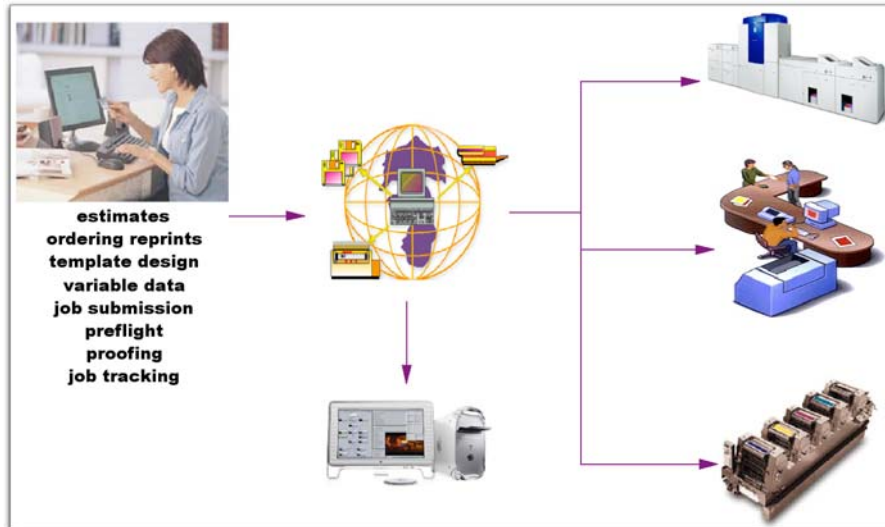 estimates
ordering reprints
template design
variable data
job submission
preflight
proofing
job tracking